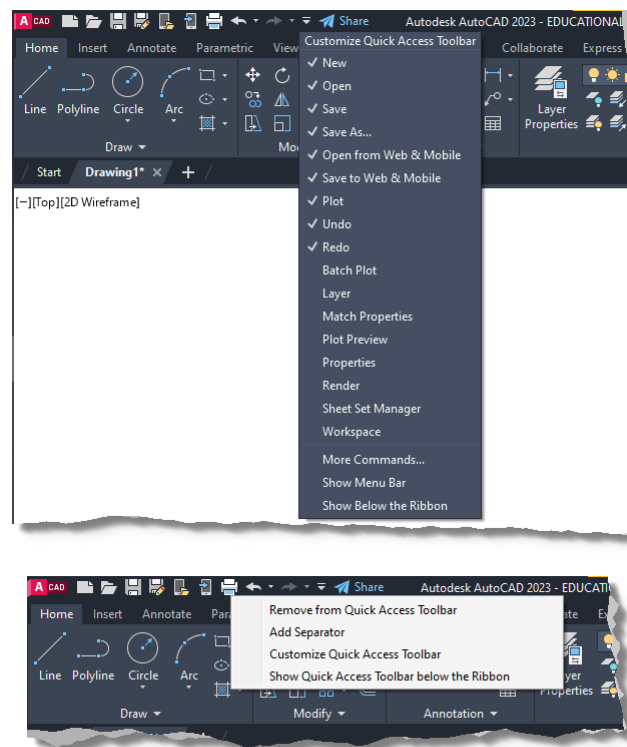 A CAD Share Autodesk AutoCAD 2023 - EDUCATIONAL
Home Insert Annotate Parametric View Collaborate Express
Customize Quick Access Toolbar
New
Open
Save
Save As...
Open from Web & Mobile
Save to Web & Mobile
Plot
Undo
Redo
Batch Plot
Layer
Match Properties
Plot Preview
Properties
Render
Sheet Set Manager
Workspace
More Commands...
Show Menu Bar
Show Below the Ribbon
Line Polyline Circle Arc
Layer
Properties
Draw
Start Drawing1*
[−][Top][2D Wireframe]
A CAD Share Autodesk AutoCAD 2023 - EDUCATI
Home Insert Annotate
Remove from Quick Access Toolbar
Add Separator
Customize Quick Access Toolbar
Show Quick Access Toolbar below the Ribbon
Line Polyline Circle Arc
Properties
Draw Modify Annotation